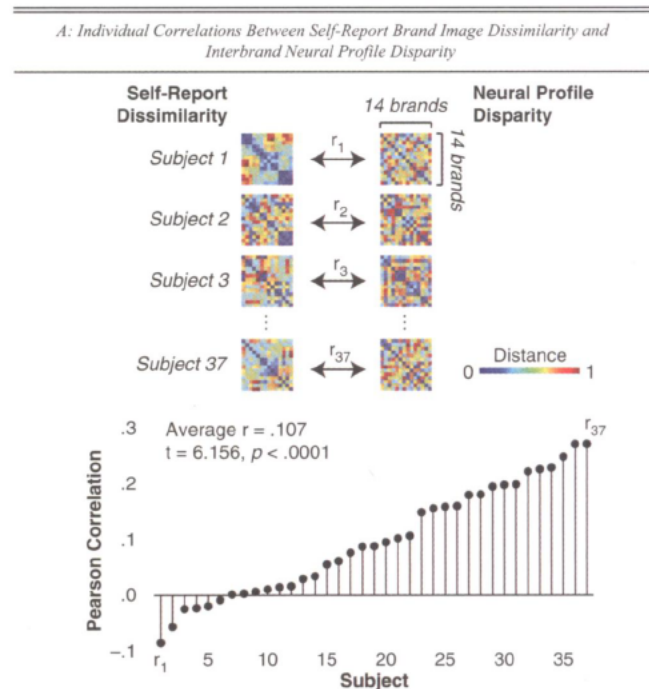 A: Individual Correlations Between Self-Report Brand Image Dissimilarity and
Interbrand Neural Profile Disparity
Self-Report
Dissimilarity
14 brands
Neural Profile
Disparity
Subject 1
r1
14 brands
Subject 2
r2
Subject 3
r3
⋮
⋮
Subject 37
r37
Distance
0
1
Average r = .107
t = 6.156, p < .0001
r37
Pearson Correlation
.3
.2
.1
.0
–.1
r1
5
10
15
20
25
30
35
Subject